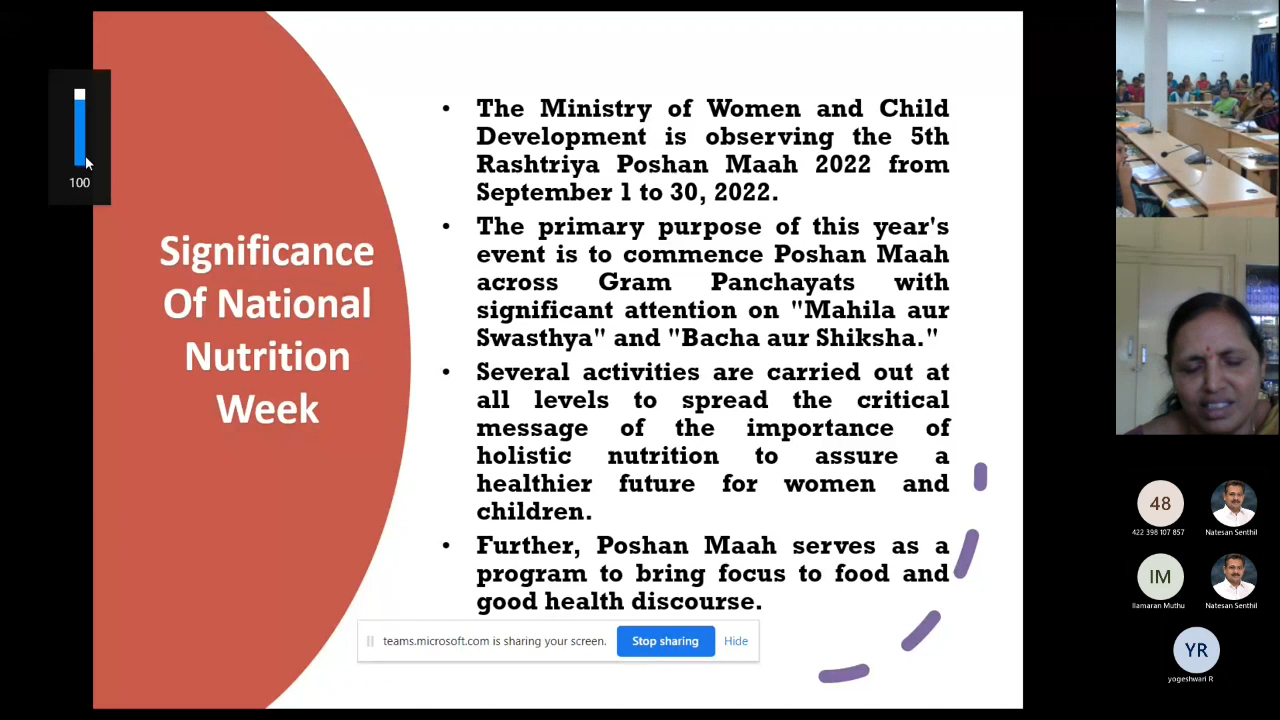 100
Significance
Of National
Nutrition
Week
• The Ministry of Women and Child
Development is observing the 5th
Rashtriya Poshan Maah 2022 from
September 1 to 30, 2022.
• The primary purpose of this year's
event is to commence Poshan Maah
across Gram Panchayats with
significant attention on "Mahila aur
Swasthya" and "Bacha aur Shiksha."
• Several activities are carried out at
all levels to spread the critical
message of the importance of
holistic nutrition to assure a
healthier future for women and
children.
• Further, Poshan Maah serves as a
program to bring focus to food and
good health discourse.
teams.microsoft.com is sharing your screen. Stop sharing Hide
48
422 398 107 857 Natesan Senthil
IM
Ilamaran Muthu Natesan Senthil
YR
yogeshwari R